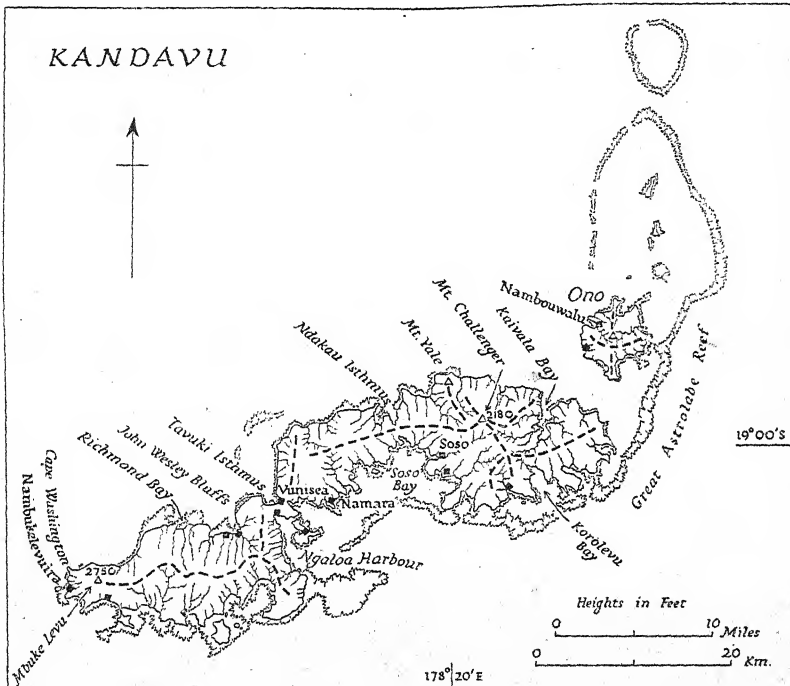 KANDAVU
Ono
Nambouwalu
Mt. Challenger
Kaivala Bay
Mt. Yale
Ndakau Isthmus
Great Astrolabe Reef
2180
19°00's
Soso
Soso
Bay
Tavuki Isthmus
John Wesley Bluffs
Richmond Bay
Vunisea
Namara
Korolevu
Bay
Cape Washington
Nambukelevuira
Ngaloa Harbour
2750
Mbuke Levu
Heights in Feet
0 10
Miles
0 20
Km.
178° 20'E